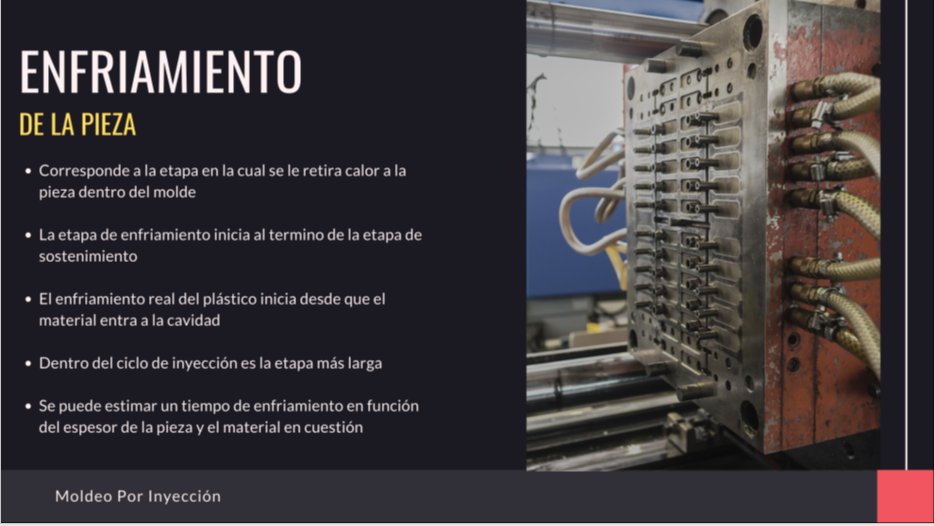 ENFRIAMIENTO
DE LA PIEZA
• Corresponde a la etapa en la cual se le retira calor a la
pieza dentro del molde
• La etapa de enfriamiento inicia al termino de la etapa de
sostenimiento
• El enfriamiento real del plástico inicia desde que el
material entra a la cavidad
• Dentro del ciclo de inyección es la etapa más larga
• Se puede estimar un tiempo de enfriamiento en función
del espesor de la pieza y el material en cuestión
Moldeo Por Inyección